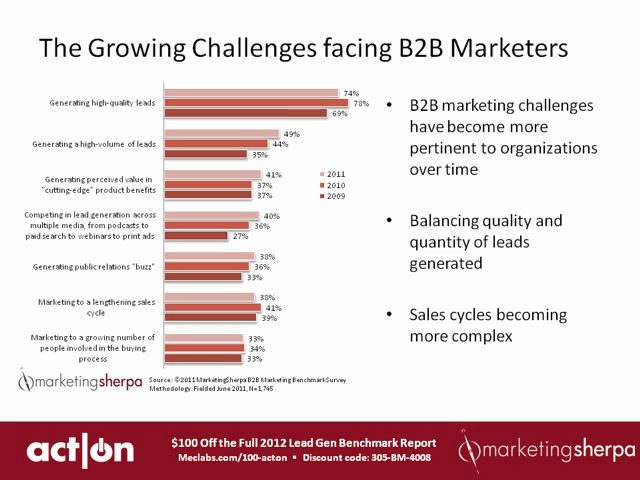 The Growing Challenges facing B2B Marketers
Generating high-quality leads
74%
78%
69%
Generating a high-volume of leads
49%
44%
35%
Generating perceived value in
"cutting-edge" product benefits
41%
37%
37%
2011
2010
2009
Competing in lead generation across
multiple media, from podcasts to
paid search to webinars to print ads
40%
36%
27%
Generating public relations "buzz"
38%
36%
33%
Marketing to a lengthening sales
cycle
38%
41%
39%
Marketing to a growing number of
people involved in the buying
process
33%
34%
33%
• B2B marketing challenges
have become more
pertinent to organizations
over time
• Balancing quality and
quantity of leads
generated
• Sales cycles becoming
more complex
marketingsherpa
Source: ©2011 MarketingSherpa B2B Marketing Benchmark Survey
Methodology: Fielded June 2011, N=1,745
act|on
$100 Off the Full 2012 Lead Gen Benchmark Report
Meclabs.com/100-acton • Discount code: 305-BM-4008
marketingsherpa